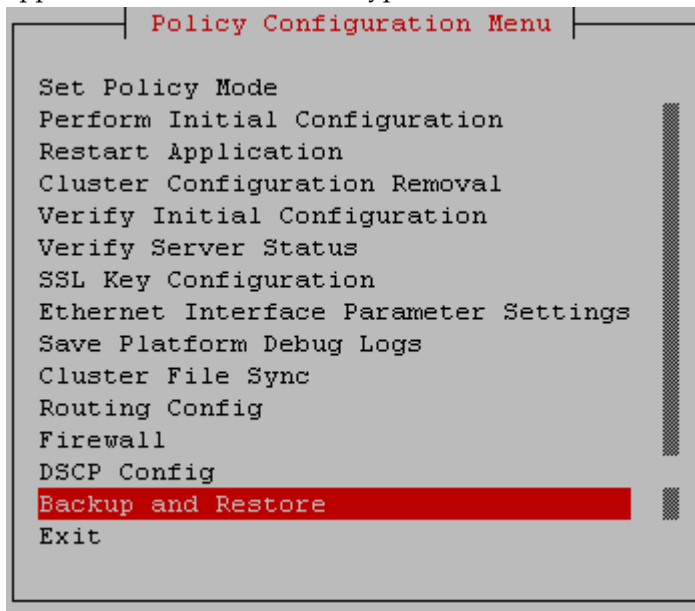 Policy Configuration Menu
Set Policy Mode
Perform Initial Configuration
Restart Application
Cluster Configuration Removal
Verify Initial Configuration
Verify Server Status
SSL Key Configuration
Ethernet Interface Parameter Settings
Save Platform Debug Logs
Cluster File Sync
Routing Config
Firewall
DSCP Config
Backup and Restore
Exit